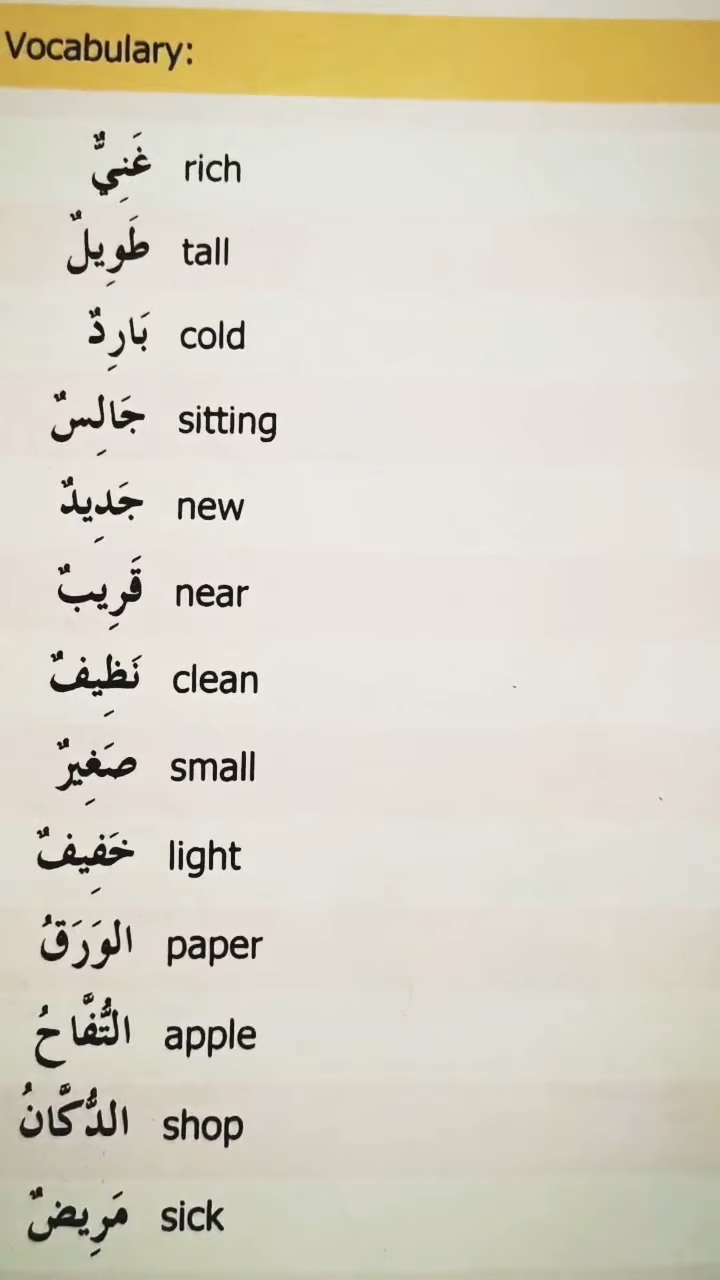 Vocabulary:
غَنِيٌّ rich
طَوِيلٌ tall
بَارِدٌ cold
جَالِسٌ sitting
جَدِيدٌ new
قَرِيبٌ near
نَظِيفٌ clean
صَغِيرٌ small
خَفِيفٌ light
الوَرَقُ paper
التُّفَّاحُ apple
الدُّكَّانُ shop
مَرِيضٌ sick